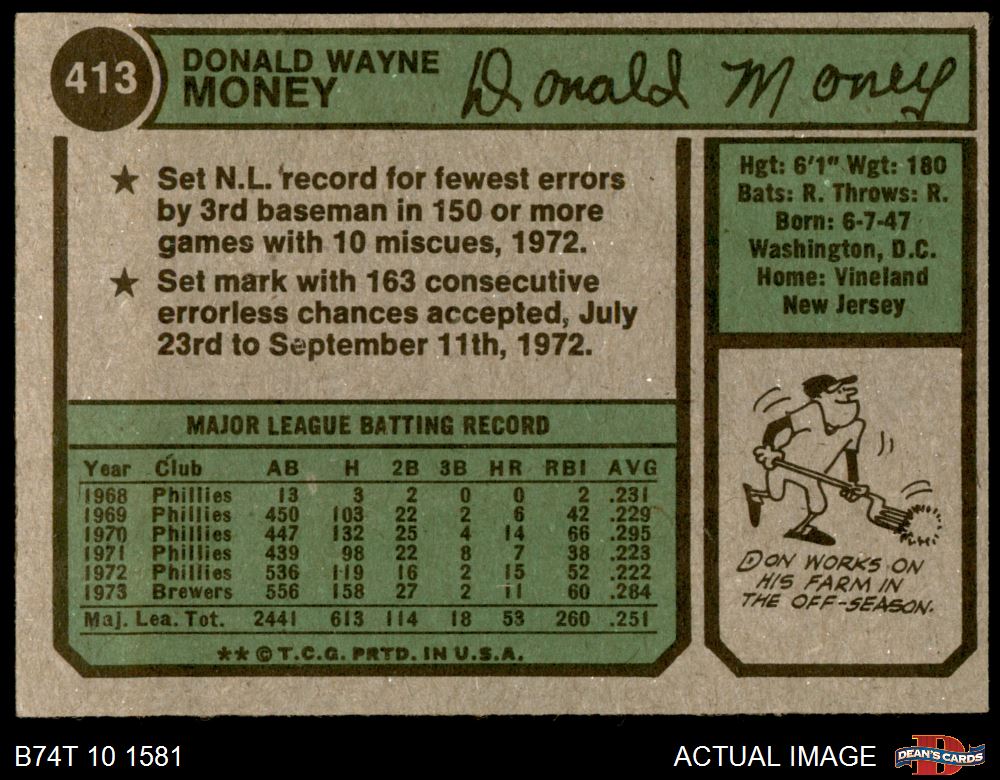 413
DONALD WAYNE
MONEY
Donald Money
★ Set N.L. record for fewest errors
by 3rd baseman in 150 or more
games with 10 miscues, 1972.
★ Set mark with 163 consecutive
errorless chances accepted, July
23rd to September 11th, 1972.
Hgt: 6'1" Wgt: 180
Bats: R. Throws: R.
Born: 6-7-47
Washington, D.C.
Home: Vineland
New Jersey
MAJOR LEAGUE BATTING RECORD
Year Club AB H 2B 3B HR RBI AVG
1968 Phillies 13 3 2 0 0 2 .231
1969 Phillies 450 103 22 2 6 42 .229
1970 Phillies 447 132 25 4 14 66 .295
1971 Phillies 439 98 22 8 7 38 .223
1972 Phillies 536 119 16 2 15 52 .222
1973 Brewers 556 158 27 2 11 60 .284
Maj. Lea. Tot. 2441 613 114 18 53 260 .251
** © T.C.G. PRTD. IN U.S.A.
DON WORKS ON
HIS FARM IN
THE OFF-SEASON.
B74T 10 1581
ACTUAL IMAGE
DEAN'S CARDS